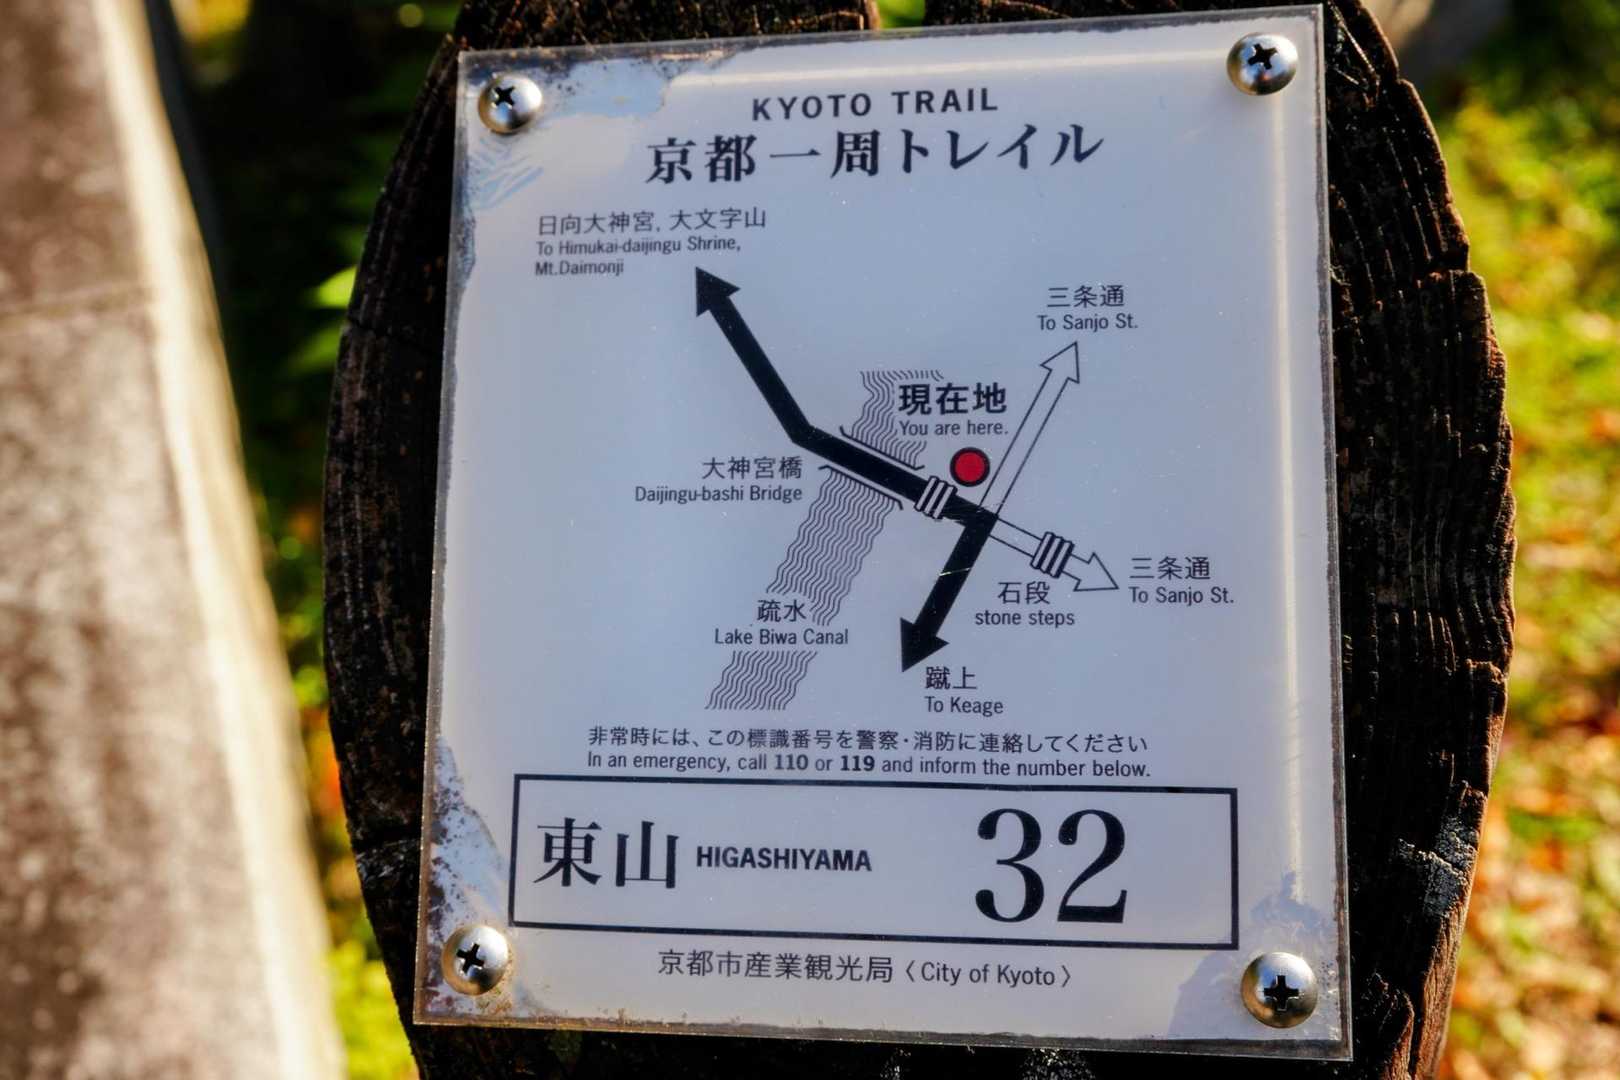 KYOTO TRAIL
京都一周トレイル
日向大神宮, 大文字山
To Himukai-daijingu Shrine,
Mt.Daimonji
三条通
To Sanjo St.
現在地
You are here.
大神宮橋
Daijingu-bashi Bridge
三条通
To Sanjo St.
石段
stone steps
疏水
Lake Biwa Canal
蹴上
To Keage
非常時には、この標識番号を警察・消防に連絡してください
In an emergency, call 110 or 119 and inform the number below.
東山 HIGASHIYAMA 32
京都市産業観光局〈City of Kyoto〉